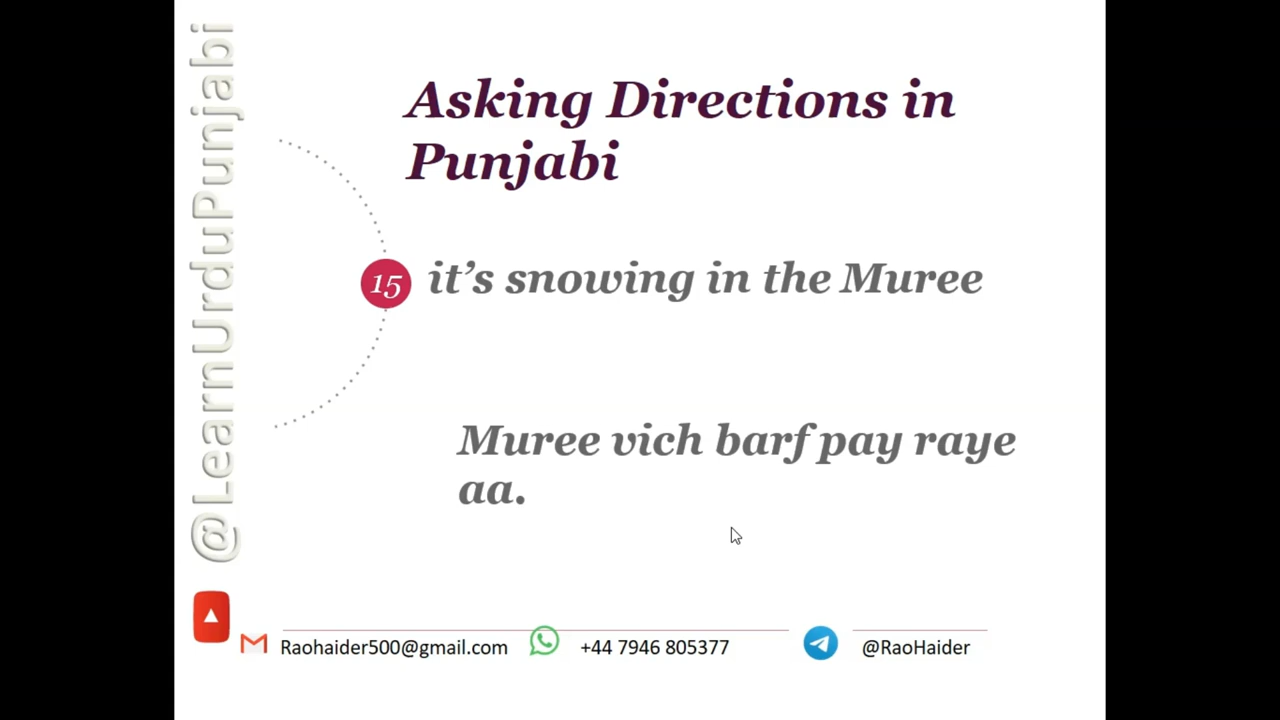 Asking Directions in
Punjabi
15 it's snowing in the Muree
Muree vich barf pay raye
aa.
@LearnUrduPunjabi
Raohaider500@gmail.com +44 7946 805377 @RaoHaider